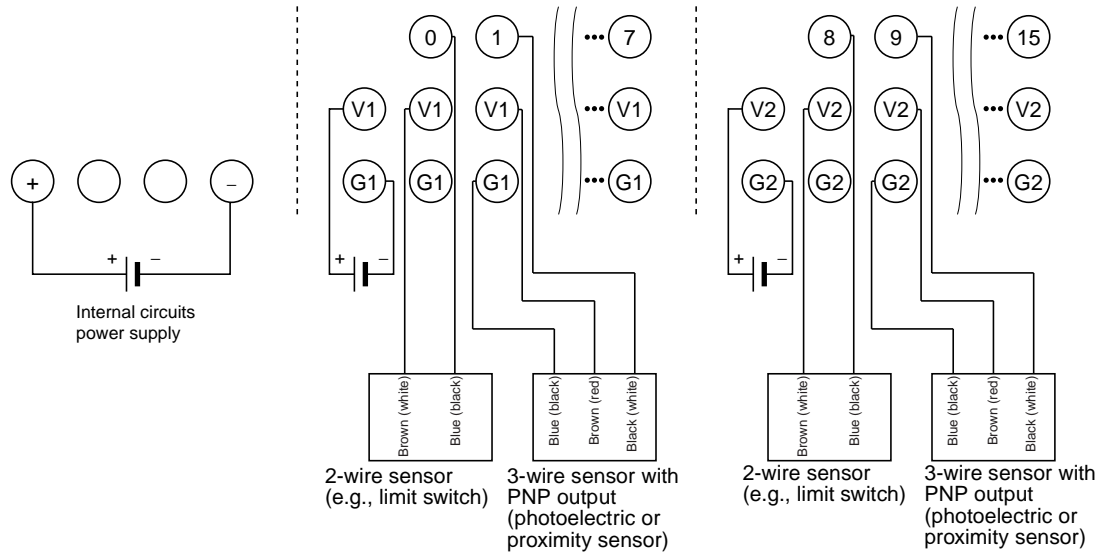 0 1 ••• 7 8 9 ••• 15
V1 V1 V1 ••• V1 V2 V2 V2 ••• V2
+ − G1 G1 G1 ••• G1 G2 G2 G2 ••• G2
+ − + − + −
Internal circuits
power supply
Brown (white)
Blue (black)
Blue (black)
Brown (red)
Black (white)
2-wire sensor
(e.g., limit switch)
3-wire sensor with
PNP output
(photoelectric or
proximity sensor)
Brown (white)
Blue (black)
Blue (black)
Brown (red)
Black (white)
2-wire sensor
(e.g., limit switch)
3-wire sensor with
PNP output
(photoelectric or
proximity sensor)